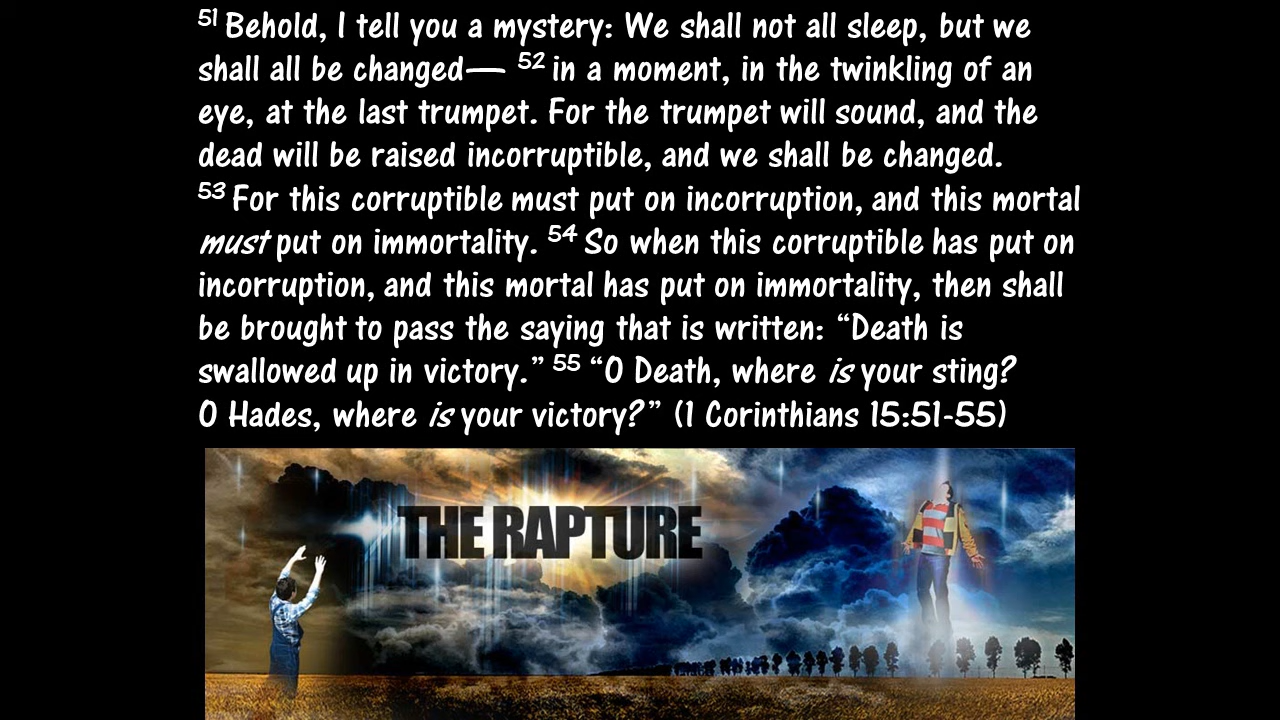 51 Behold, I tell you a mystery: We shall not all sleep, but we
shall all be changed— 52 in a moment, in the twinkling of an
eye, at the last trumpet. For the trumpet will sound, and the
dead will be raised incorruptible, and we shall be changed.
53 For this corruptible must put on incorruption, and this mortal
must put on immortality. 54 So when this corruptible has put on
incorruption, and this mortal has put on immortality, then shall
be brought to pass the saying that is written: “Death is
swallowed up in victory.” 55 “O Death, where is your sting?
O Hades, where is your victory?” (1 Corinthians 15:51-55)
THE RAPTURE